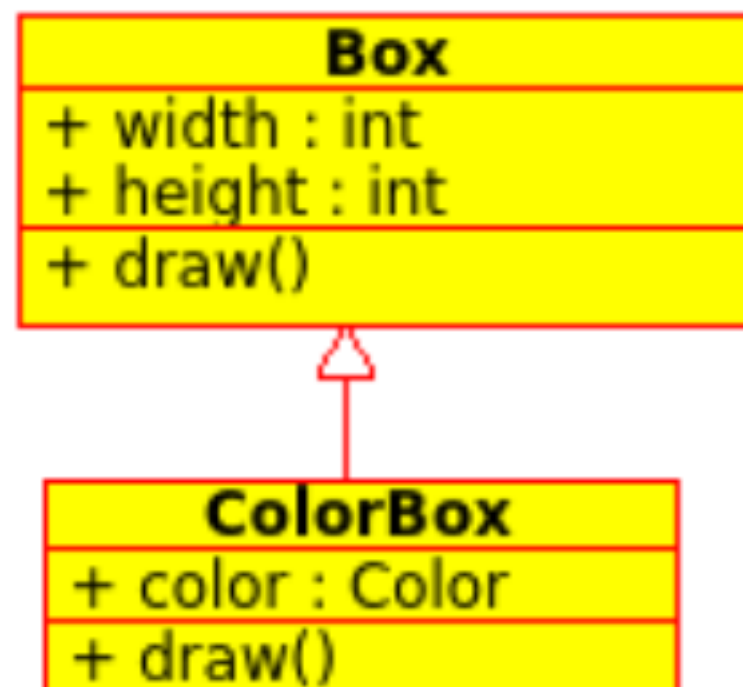 Box
+ width : int
+ height : int
+ draw()
ColorBox
+ color : Color
+ draw()